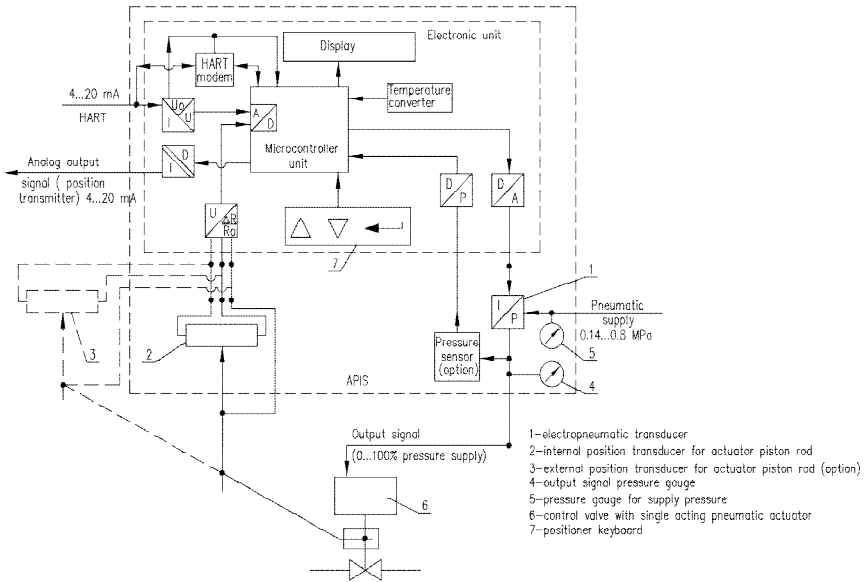 Electronic unit
Display
HART
modem
4...20 mA
HART
Uo
I
U
A
D
Temperature
converter
Microcontroller
unit
Analog output
signal ( position
transmitter) 4...20 mA
D
I
D
P
D
A
U
ΔR
Ro
7
1
I
P
Pneumatic
supply
0.14...0.8 MPa
3
2
Pressure
sensor
(option)
5
4
APIS
Output signal
(0...100% pressure supply)
6
1-electropneumatic transducer
2-internal position transducer for actuator piston rod
3-external position transducer for actuator piston rod (option)
4-output signal pressure gauge
5-pressure gauge for supply pressure
6-control valve with single acting pneumatic actuator
7-positioner keyboard